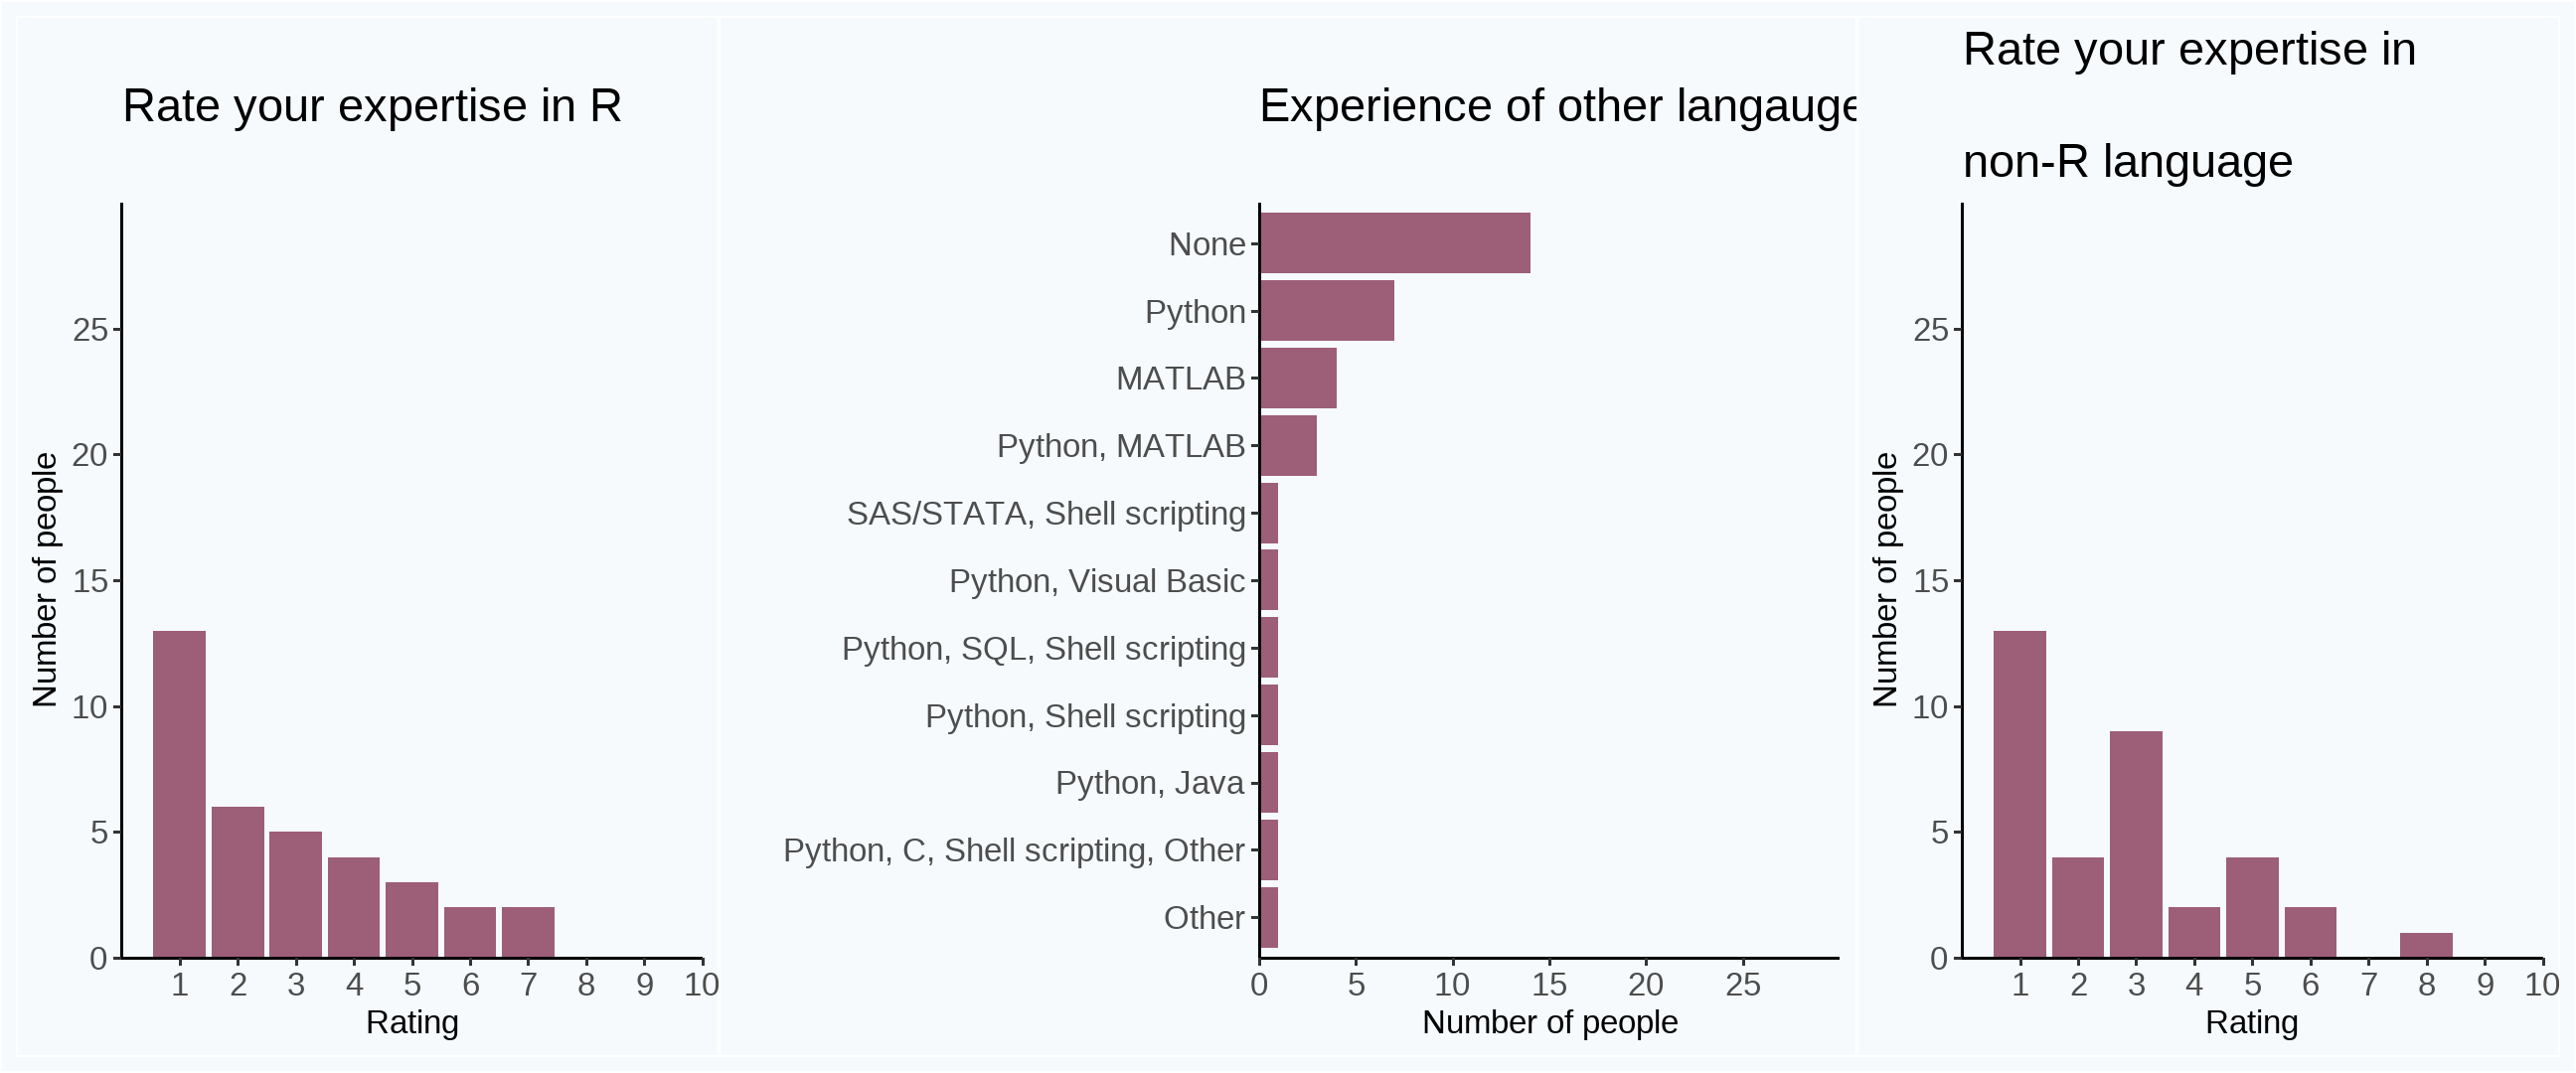 Rate your expertise in R
Number of people
25
20
15
10
5
0
1 2 3 4 5 6 7 8 9 10
Rating
Experience of other langauge
None
Python
MATLAB
Python, MATLAB
SAS/STATA, Shell scripting
Python, Visual Basic
Python, SQL, Shell scripting
Python, Shell scripting
Python, Java
Python, C, Shell scripting, Other
Other
0 5 10 15 20 25
Number of people
Rate your expertise in
non-R language
Number of people
25
20
15
10
5
0
1 2 3 4 5 6 7 8 9 10
Rating